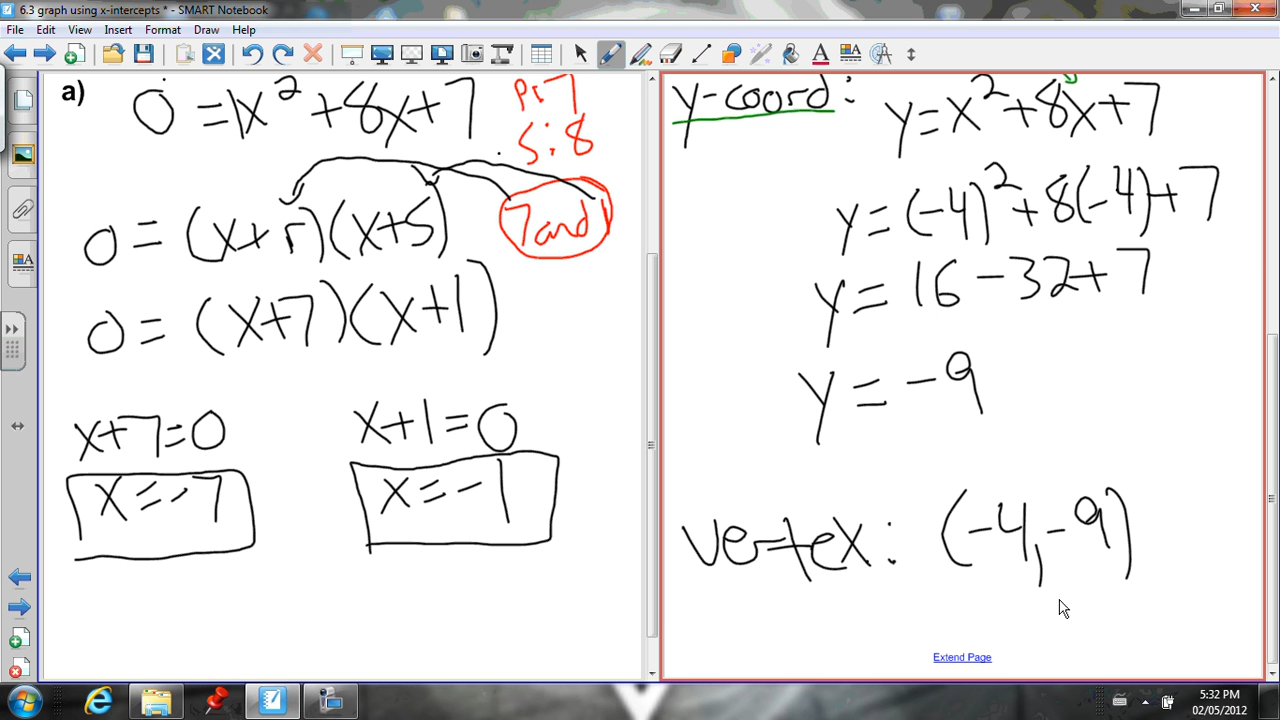 6.3 graph using x-intercepts * - SMART Notebook
File Edit View Insert Format Tools Draw Help
a)
0 = 1x² + 8x + 7
P: 7
S: 8
7 and 1
0 = (x + r)(x + s)
0 = (x + 7)(x + 1)
x + 7 = 0
x + 1 = 0
x = -7
x = -1
y-coord:
y = x² + 8x + 7
y = (-4)² + 8(-4) + 7
y = 16 - 32 + 7
y = -9
vertex: (-4, -9)
Extend Page
5:32 PM
02/05/2012